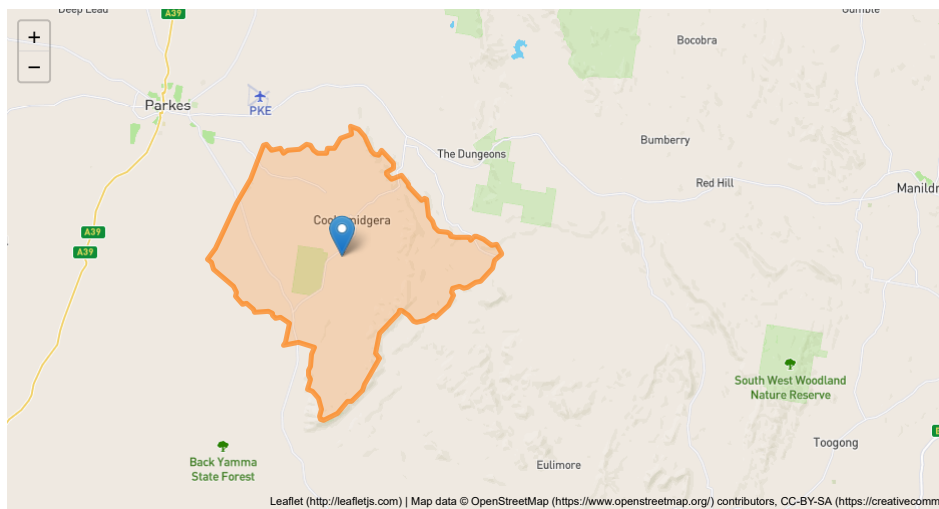 Deep Lead
A39
Gumble
+
−
Bocobra
PKE
Parkes
Bumberry
The Dungeons
Red Hill
Manildr
A39
A39
South West Woodland
Nature Reserve
Toogong
Back Yamma
State Forest
Eulimore
Leaflet (http://leafletjs.com) | Map data © OpenStreetMap (https://www.openstreetmap.org/) contributors, CC-BY-SA (https://creativecomm